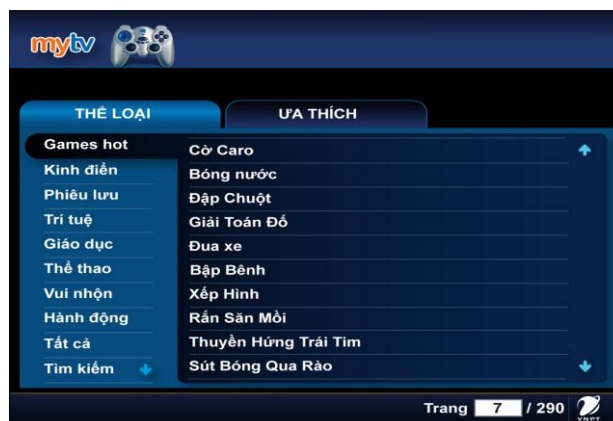 mytv
THỂ LOẠI
ƯA THÍCH
Games hot
Kinh điển
Phiêu lưu
Trí tuệ
Giáo dục
Thể thao
Vui nhộn
Hành động
Tất cả
Tìm kiếm
Cờ Caro
Bóng nước
Đập Chuột
Giải Toán Đố
Đua xe
Bập Bênh
Xếp Hình
Rắn Săn Mồi
Thuyền Hứng Trái Tim
Sút Bóng Qua Rào
Trang 7 / 290
VNPT